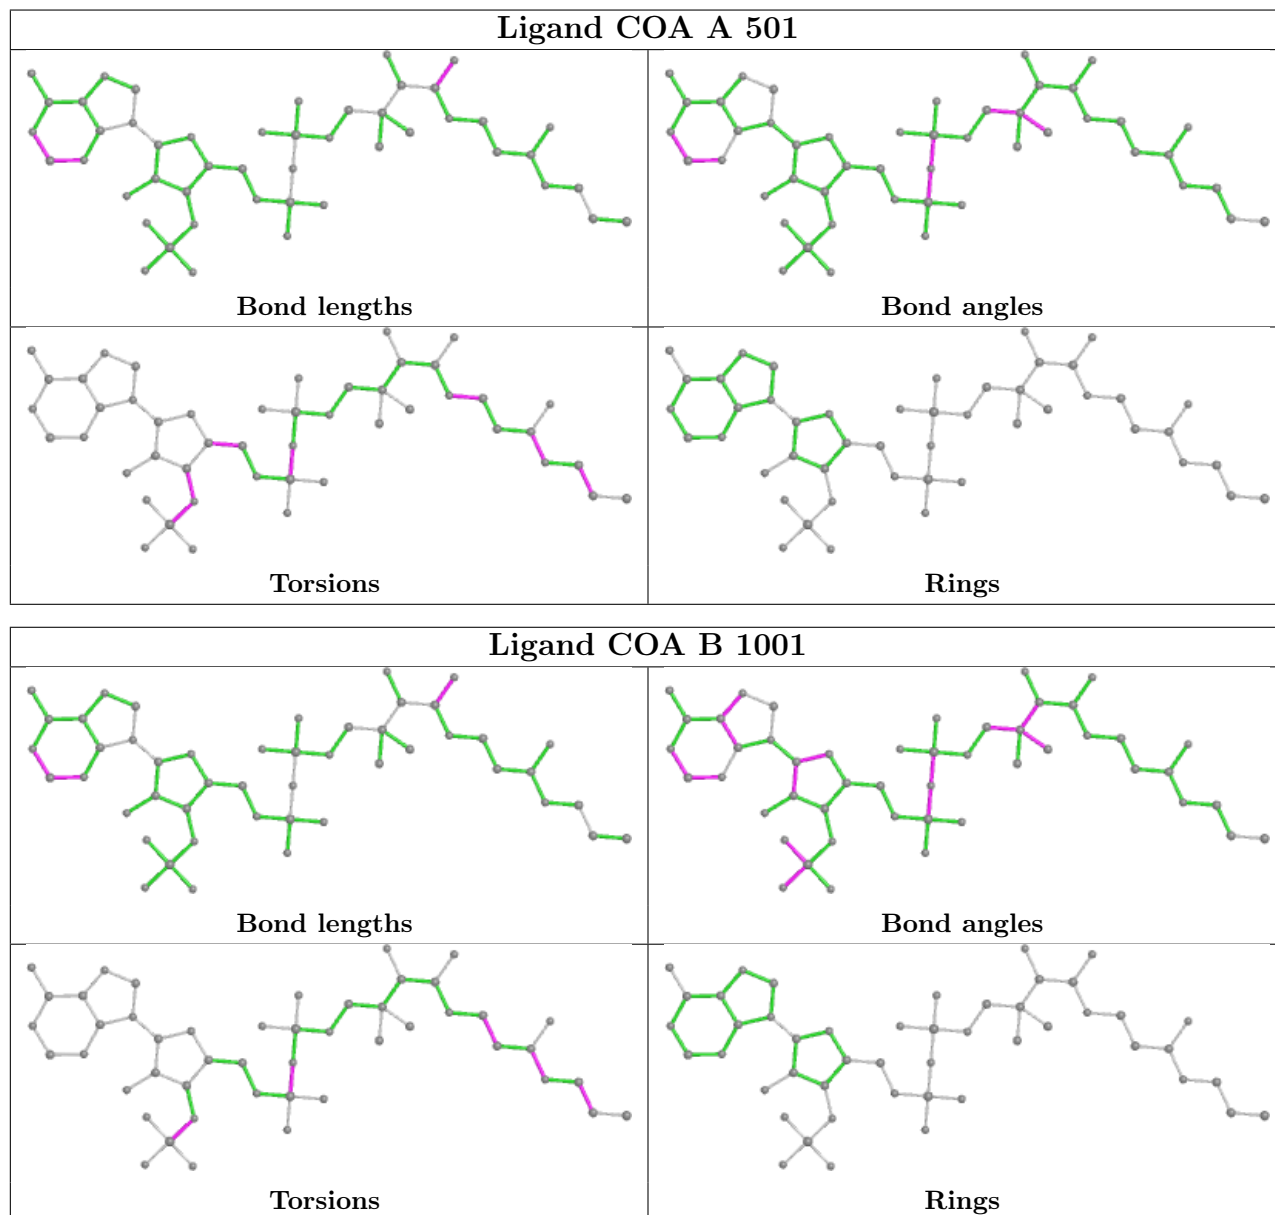 Ligand COA A 501
Bond lengths
Bond angles
Torsions
Rings
Ligand COA B 1001
Bond lengths
Bond angles
Torsions
Rings